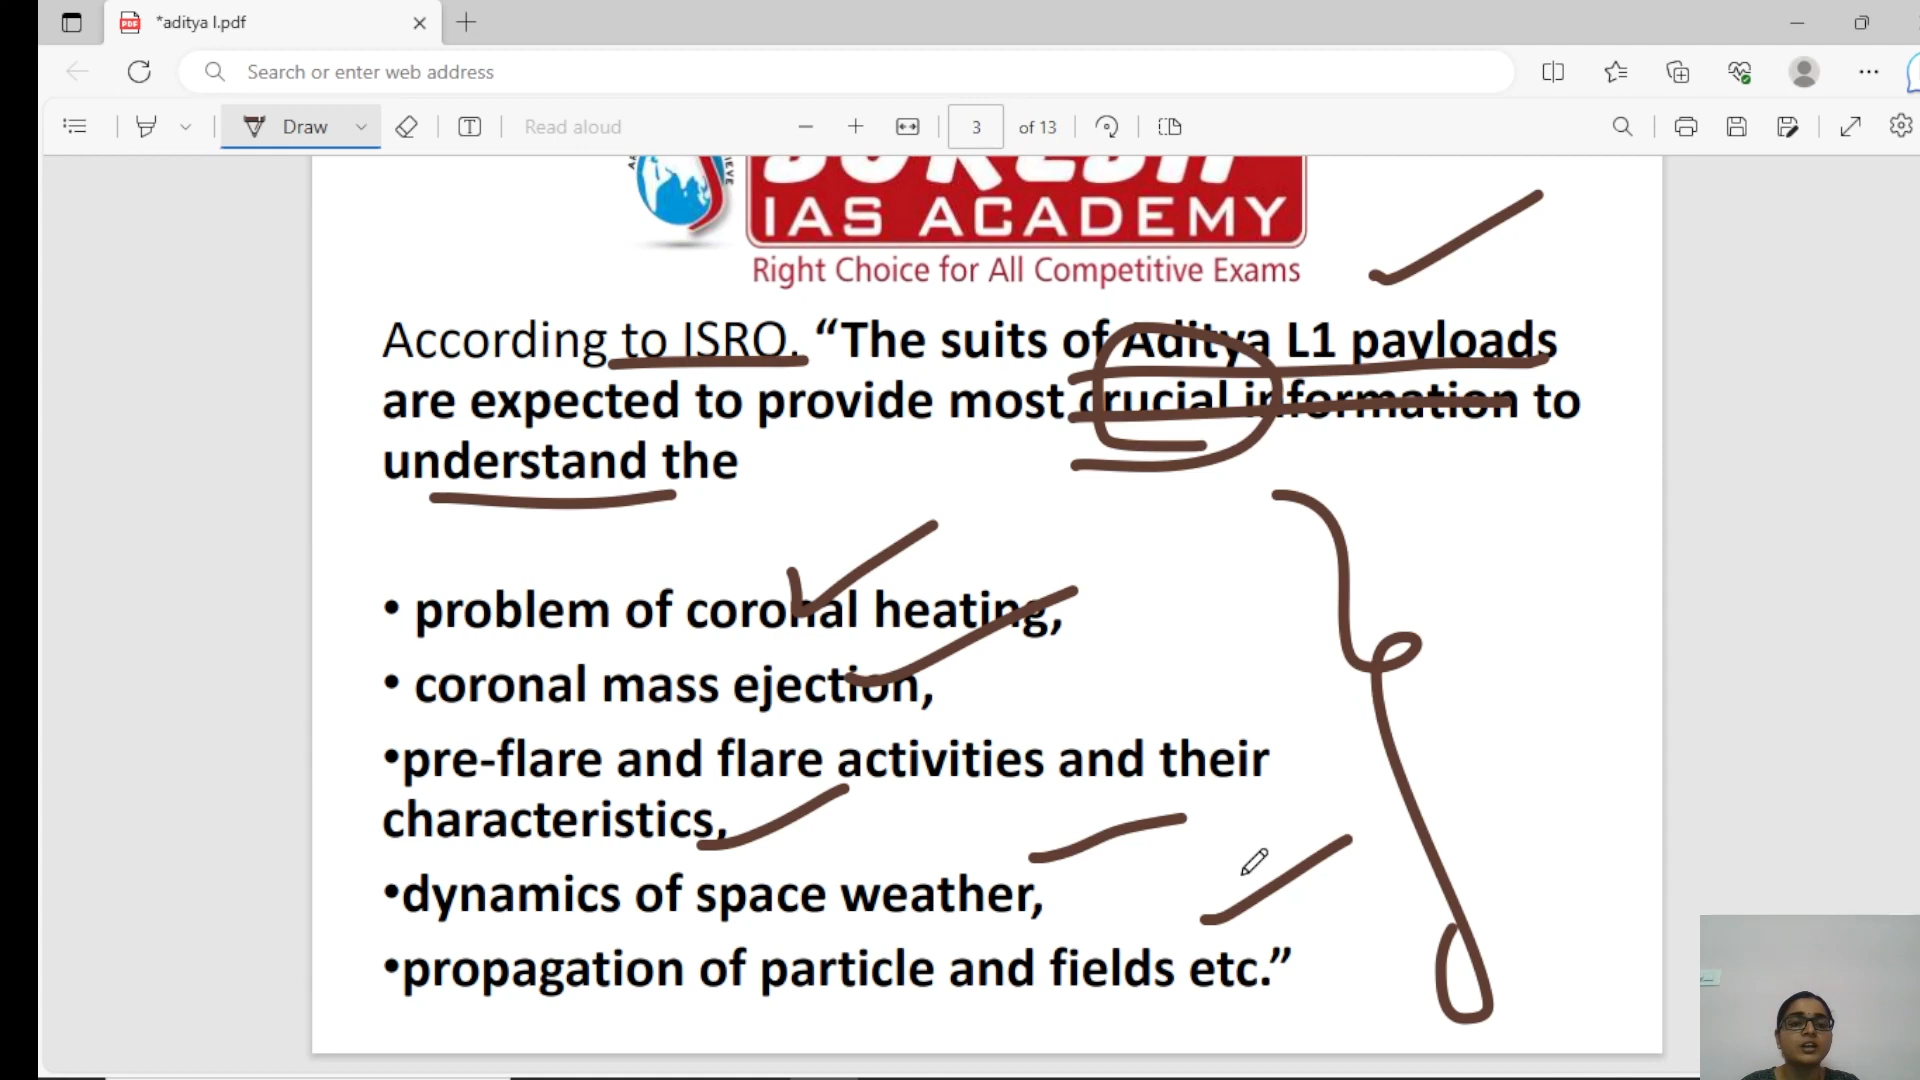 *aditya l.pdf
Search or enter web address
Draw
Read aloud
3 of 13
IAS ACADEMY
Right Choice for All Competitive Exams
According to ISRO, “The suits of Aditya L1 payloads
are expected to provide most crucial information to
understand the
• problem of coronal heating,
• coronal mass ejection,
•pre-flare and flare activities and their
characteristics,
•dynamics of space weather,
•propagation of particle and fields etc.”